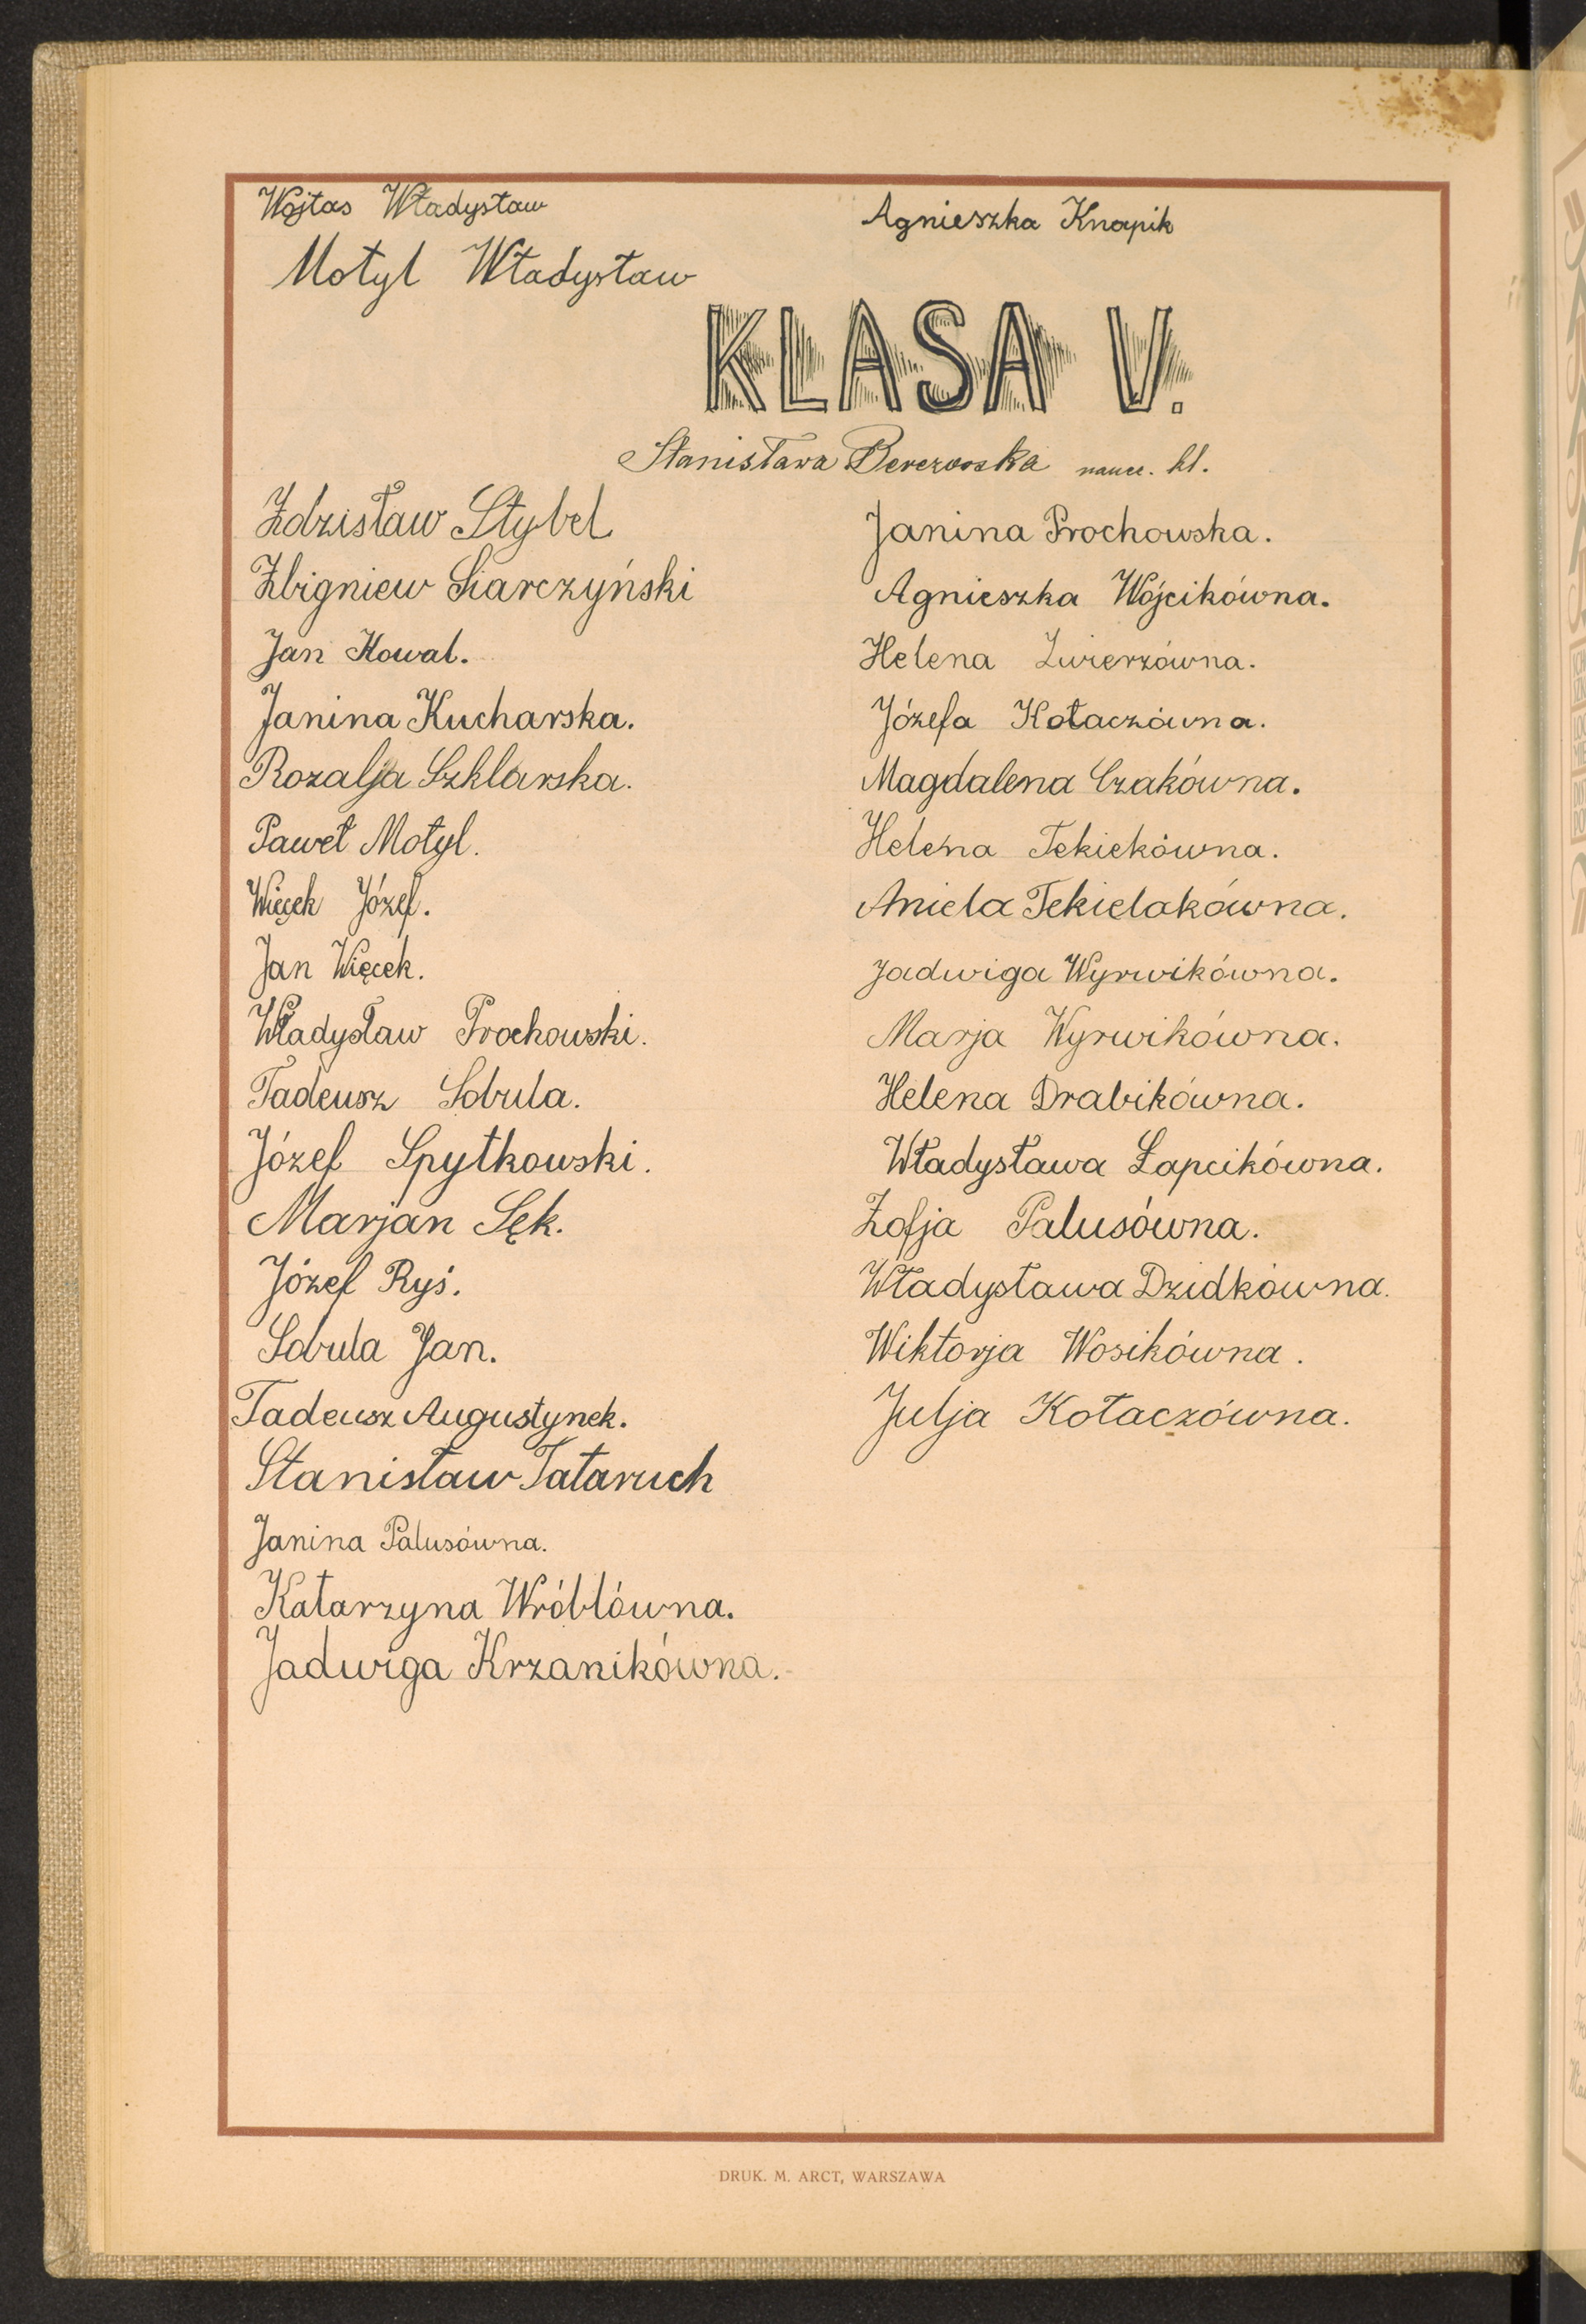 Wojtas Władysław
Motyl Władysław
Agnieszka Knapik
KLASA V.
Stanisława Berezowska naucz. kl.
Zdzisław Stybel
Zbigniew Siarczyński
Jan Kowal.
Janina Kucharska.
Rozalja Szklarska.
Paweł Motyl.
Więcek Józef.
Jan Więcek.
Władysław Prochowski.
Tadeusz Sobula.
Józef Spytkowski.
Marjan Sęk.
Józef Ryś.
Sobula Jan.
Tadeusz Augustynek.
Stanisław Tataruch
Janina Palusówna.
Katarzyna Wróblówna.
Jadwiga Krzanikówna.
Janina Prochowska.
Agnieszka Wójcikówna.
Helena Zwierzówna.
Józefa Kołaczówna.
Magdalena Czakówna.
Helena Tekiekówna.
Aniela Tekielakówna.
Jadwiga Wyrwikówna.
Marja Wyrwikówna.
Helena Drabikówna.
Władysława Łapcikówna.
Zofja Palusówna.
Władysława Dzidkówna.
Wiktorja Wosikówna.
Julja Kołaczówna.
DRUK. M. ARCT, WARSZAWA